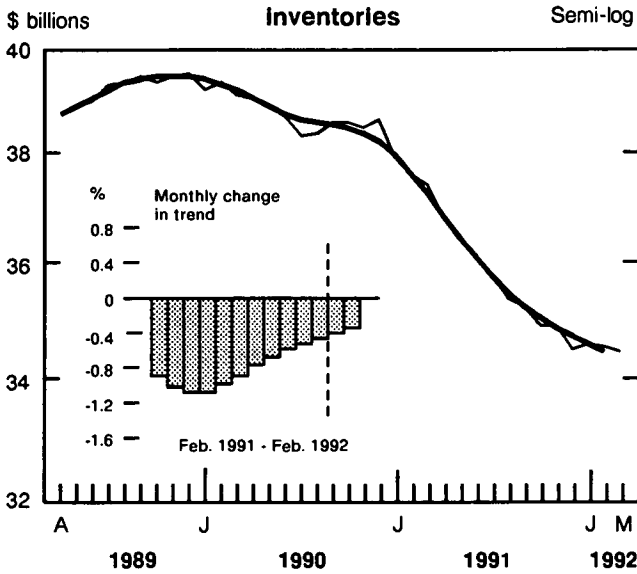 $ billions inventories Semi-log
40
38
36
34
32
% Monthly change
in trend
0.8
0.4
0
-0.4
-0.8
-1.2
-1.6
Feb. 1991 - Feb. 1992
A J J J M
1989 1990 1991 1992